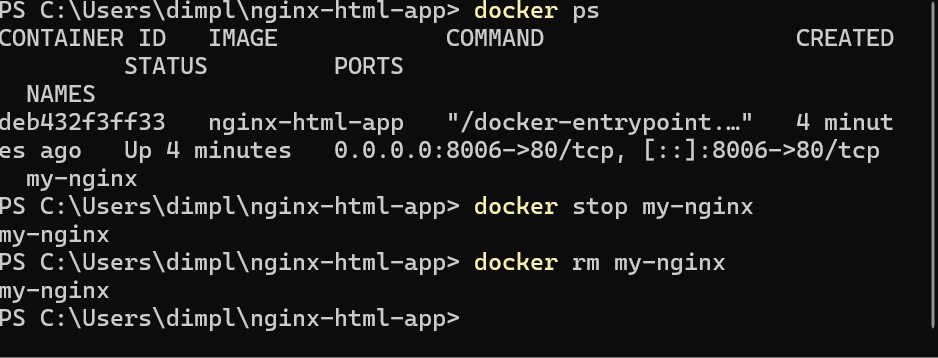 PS C:\Users\dimpl\nginx-html-app> docker ps
CONTAINER ID   IMAGE            COMMAND                  CREATED
         STATUS         PORTS
  NAMES
deb432f3ff33   nginx-html-app   "/docker-entrypoint.…"   4 minut
es ago   Up 4 minutes   0.0.0.0:8006->80/tcp, [::]:8006->80/tcp
  my-nginx
PS C:\Users\dimpl\nginx-html-app> docker stop my-nginx
my-nginx
PS C:\Users\dimpl\nginx-html-app> docker rm my-nginx
my-nginx
PS C:\Users\dimpl\nginx-html-app>